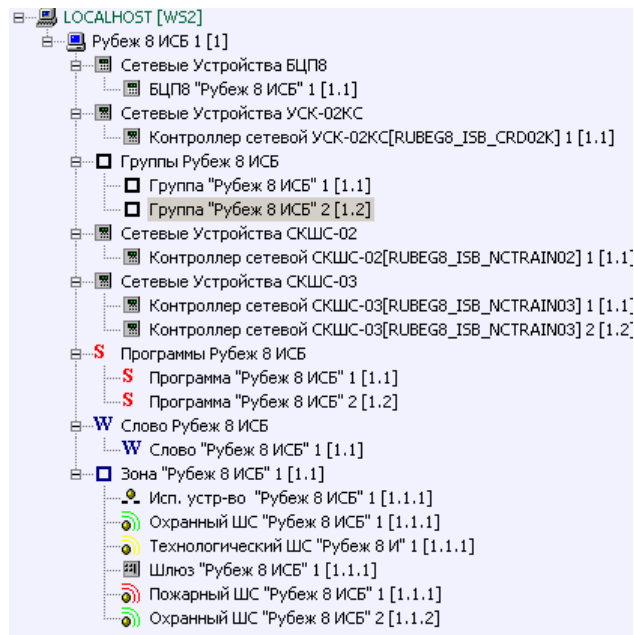 LOCALHOST [WS2]
Рубеж 8 ИСБ 1 [1]
Сетевые Устройства БЦП8
БЦП8 "Рубеж 8 ИСБ" 1 [1.1]
Сетевые Устройства УСК-02КС
Контроллер сетевой УСК-02КС[RUBEG8_ISB_CRD02K] 1 [1.1]
Группы Рубеж 8 ИСБ
Группа "Рубеж 8 ИСБ" 1 [1.1]
Группа "Рубеж 8 ИСБ" 2 [1.2]
Сетевые Устройства СКШС-02
Контроллер сетевой СКШС-02[RUBEG8_ISB_NCTRAIN02] 1 [1.1]
Сетевые Устройства СКШС-03
Контроллер сетевой СКШС-03[RUBEG8_ISB_NCTRAIN03] 1 [1.1]
Контроллер сетевой СКШС-03[RUBEG8_ISB_NCTRAIN03] 2 [1.2]
S Программы Рубеж 8 ИСБ
S Программа "Рубеж 8 ИСБ" 1 [1.1]
S Программа "Рубеж 8 ИСБ" 2 [1.2]
W Слово Рубеж 8 ИСБ
W Слово "Рубеж 8 ИСБ" 1 [1.1]
Зона "Рубеж 8 ИСБ" 1 [1.1]
Исп. устр-во "Рубеж 8 ИСБ" 1 [1.1.1]
Охранный ШС "Рубеж 8 ИСБ" 1 [1.1.1]
Технологический ШС "Рубеж 8 И" 1 [1.1.1]
Шлюз "Рубеж 8 ИСБ" 1 [1.1.1]
Пожарный ШС "Рубеж 8 ИСБ" 1 [1.1.1]
Охранный ШС "Рубеж 8 ИСБ" 2 [1.1.2]